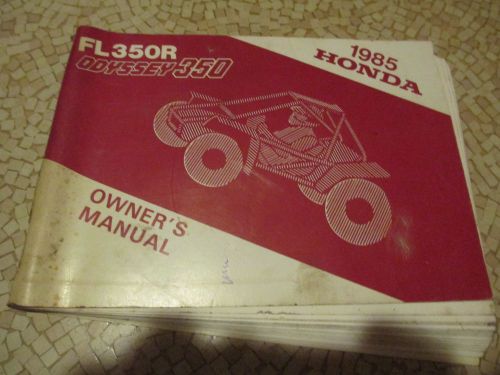 FL350R
ODYSSEY 350
1985
HONDA
OWNER'S
MANUAL